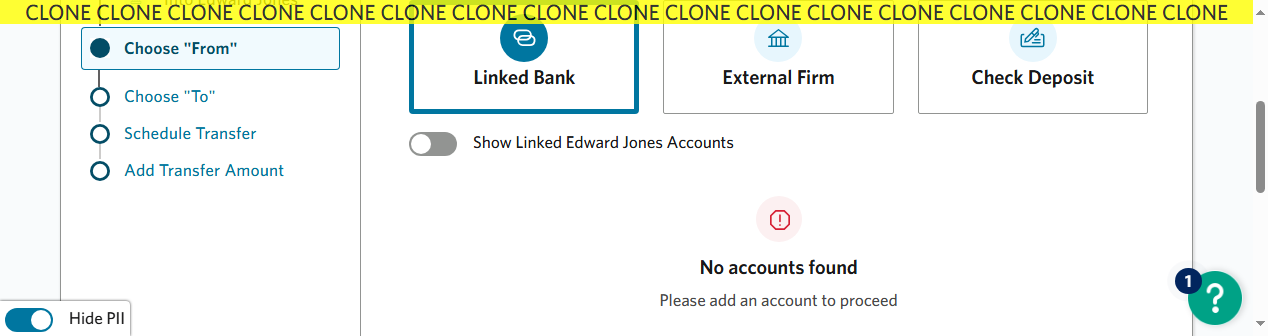 CLONE CLONE CLONE CLONE CLONE CLONE CLONE CLONE CLONE CLONE CLONE CLONE CLONE CLONE CLONE CLONE CLONE
Choose "From"
Choose "To"
Schedule Transfer
Add Transfer Amount
Linked Bank
External Firm
Check Deposit
Show Linked Edward Jones Accounts
No accounts found
Please add an account to proceed
Hide PII
1
?